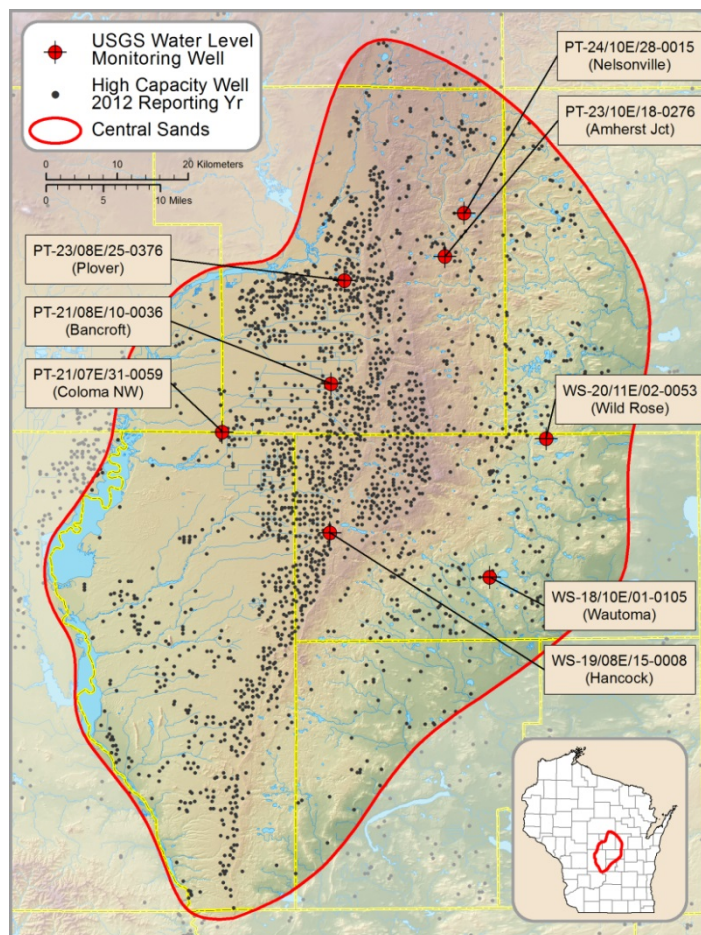 USGS Water Level
Monitoring Well
High Capacity Well
2012 Reporting Yr
Central Sands
0 10 20 Kilometers
0 10 Miles
PT-24/10E/28-0015
(Nelsonville)
PT-23/10E/18-0276
(Amherst Jct)
PT-23/08E/25-0376
(Plover)
PT-21/08E/10-0036
(Bancroft)
PT-21/07E/31-0059
(Coloma NW)
WS-20/11E/02-0053
(Wild Rose)
WS-18/10E/01-0105
(Wautoma)
WS-19/08E/15-0008
(Hancock)